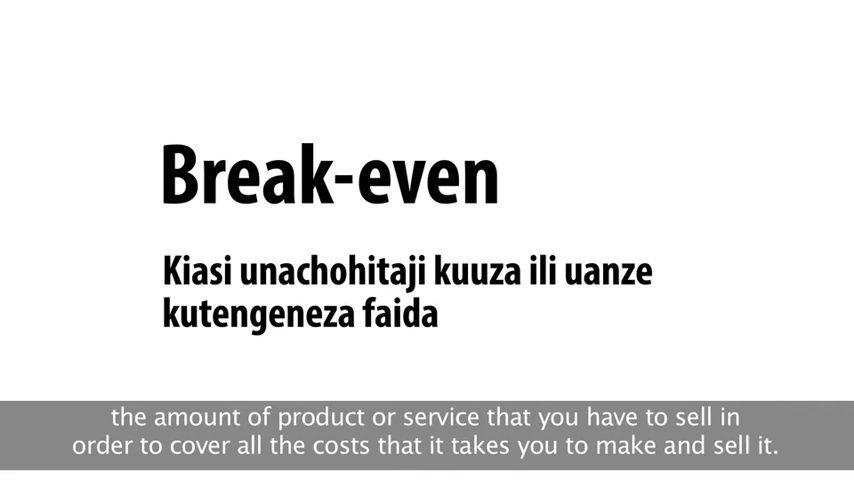 Break-even
Kiasi unachohitaji kuuza ili uanze
kutengeneza faida
the amount of product or service that you have to sell in
order to cover all the costs that it takes you to make and sell it.